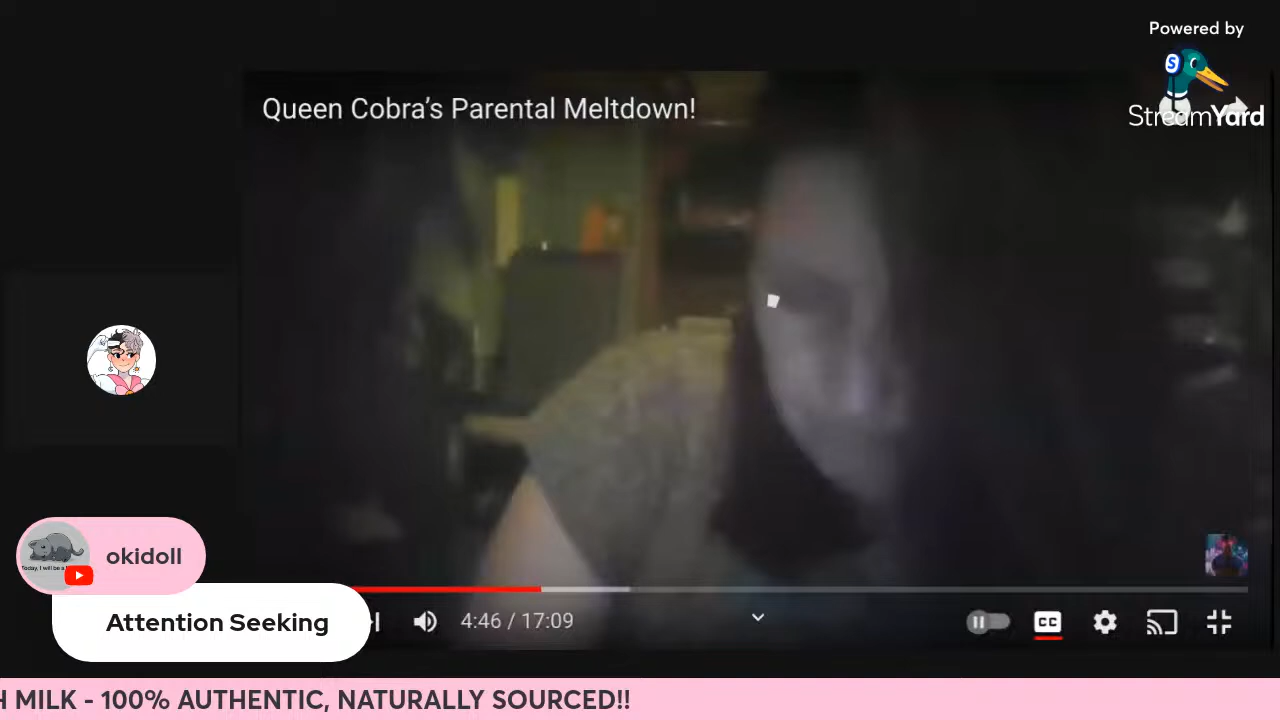 Powered by
StreamYard
Queen Cobra's Parental Meltdown!
okidoll
Attention Seeking
4:46 / 17:09
CC
H MILK - 100% AUTHENTIC, NATURALLY SOURCED!!